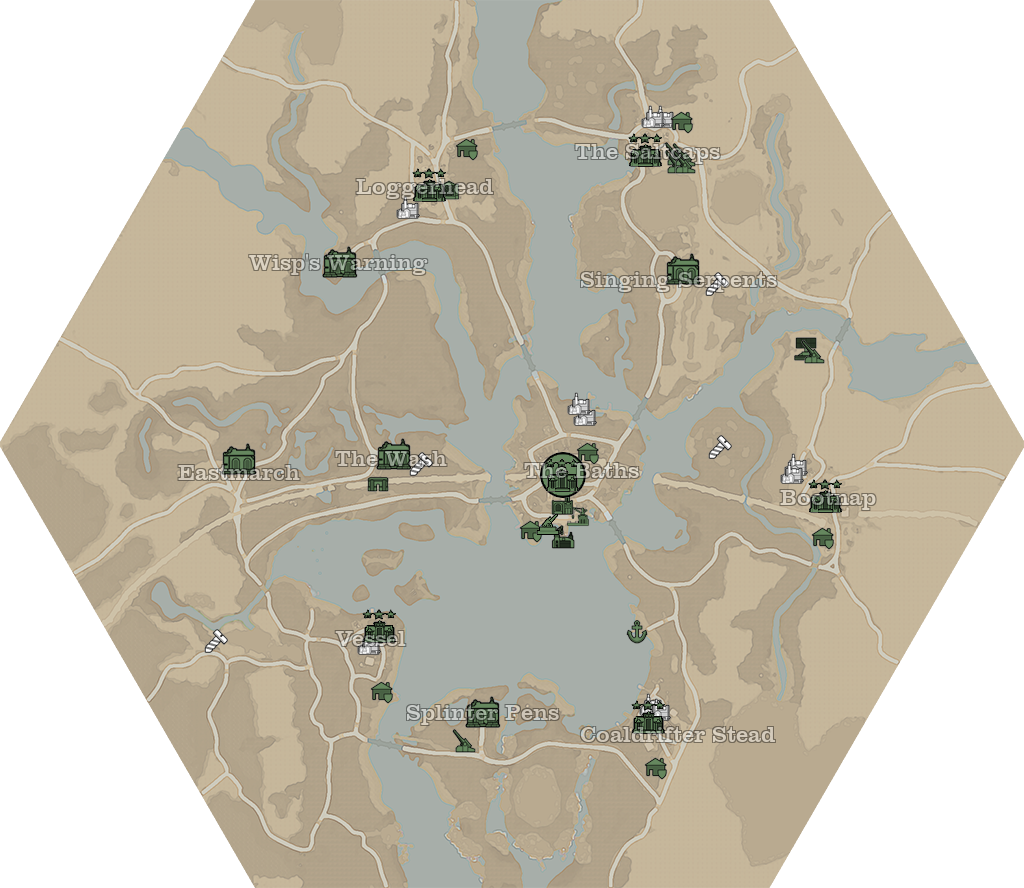 The Saltcaps
Loggerhead
Wisp's Warning
Singing Serpents
The Wash
Eastmarch
The Baths
Bootnap
Vessel
Splinter Pens
Coaldrifter Stead